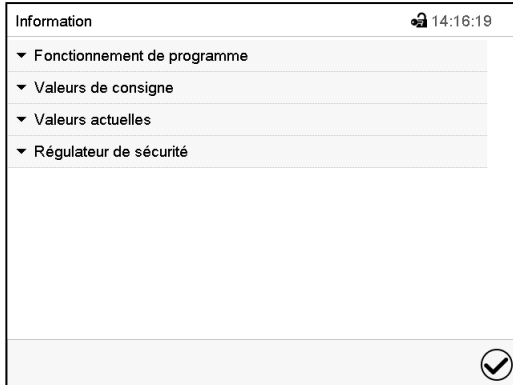 Information 14:16:19
Fonctionnement de programme
Valeurs de consigne
Valeurs actuelles
Régulateur de sécurité